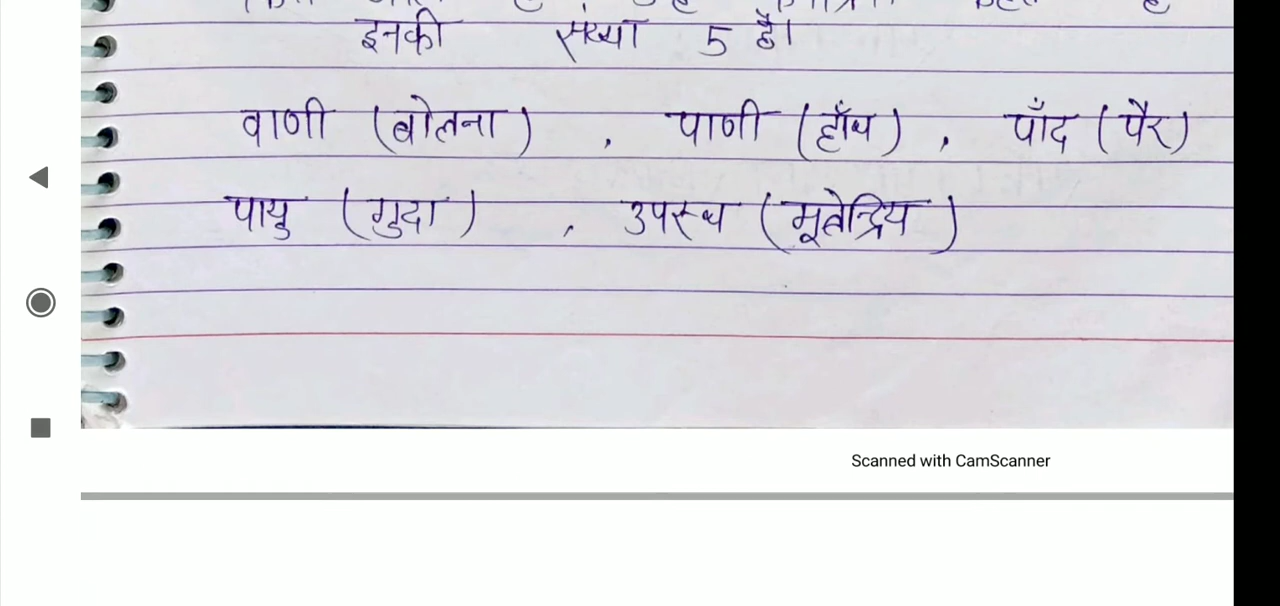 इनकी संख्या 5 है।
वाणी (बोलना) , पाणी (हाँथ) , पाँद (पैर)
पायु (गुदा) , उपस्थ (मूतेन्द्रिय)
Scanned with CamScanner